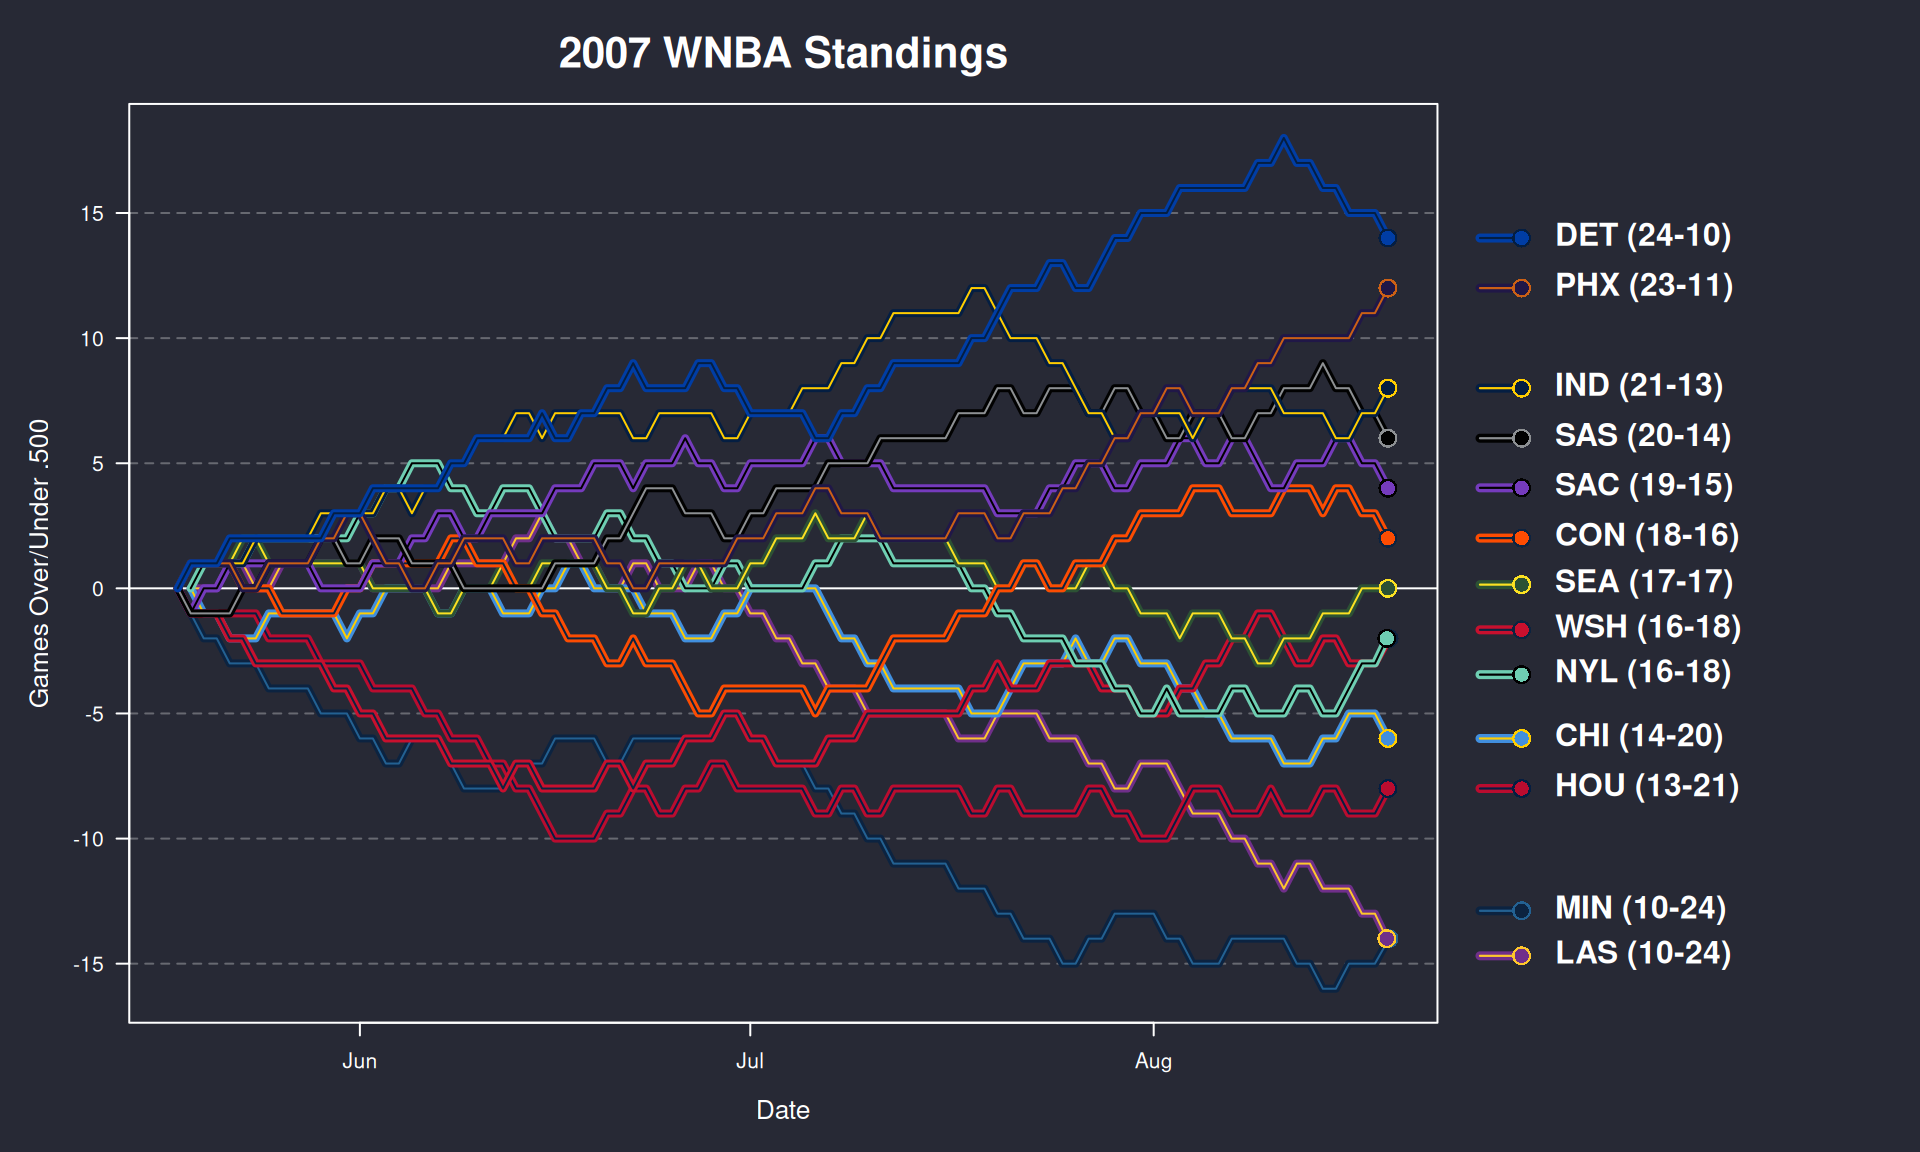 2007 WNBA Standings
Games Over/Under .500
15
10
5
0
-5
-10
-15
Jun
Jul
Aug
Date
DET (24-10)
PHX (23-11)
IND (21-13)
SAS (20-14)
SAC (19-15)
CON (18-16)
SEA (17-17)
WSH (16-18)
NYL (16-18)
CHI (14-20)
HOU (13-21)
MIN (10-24)
LAS (10-24)